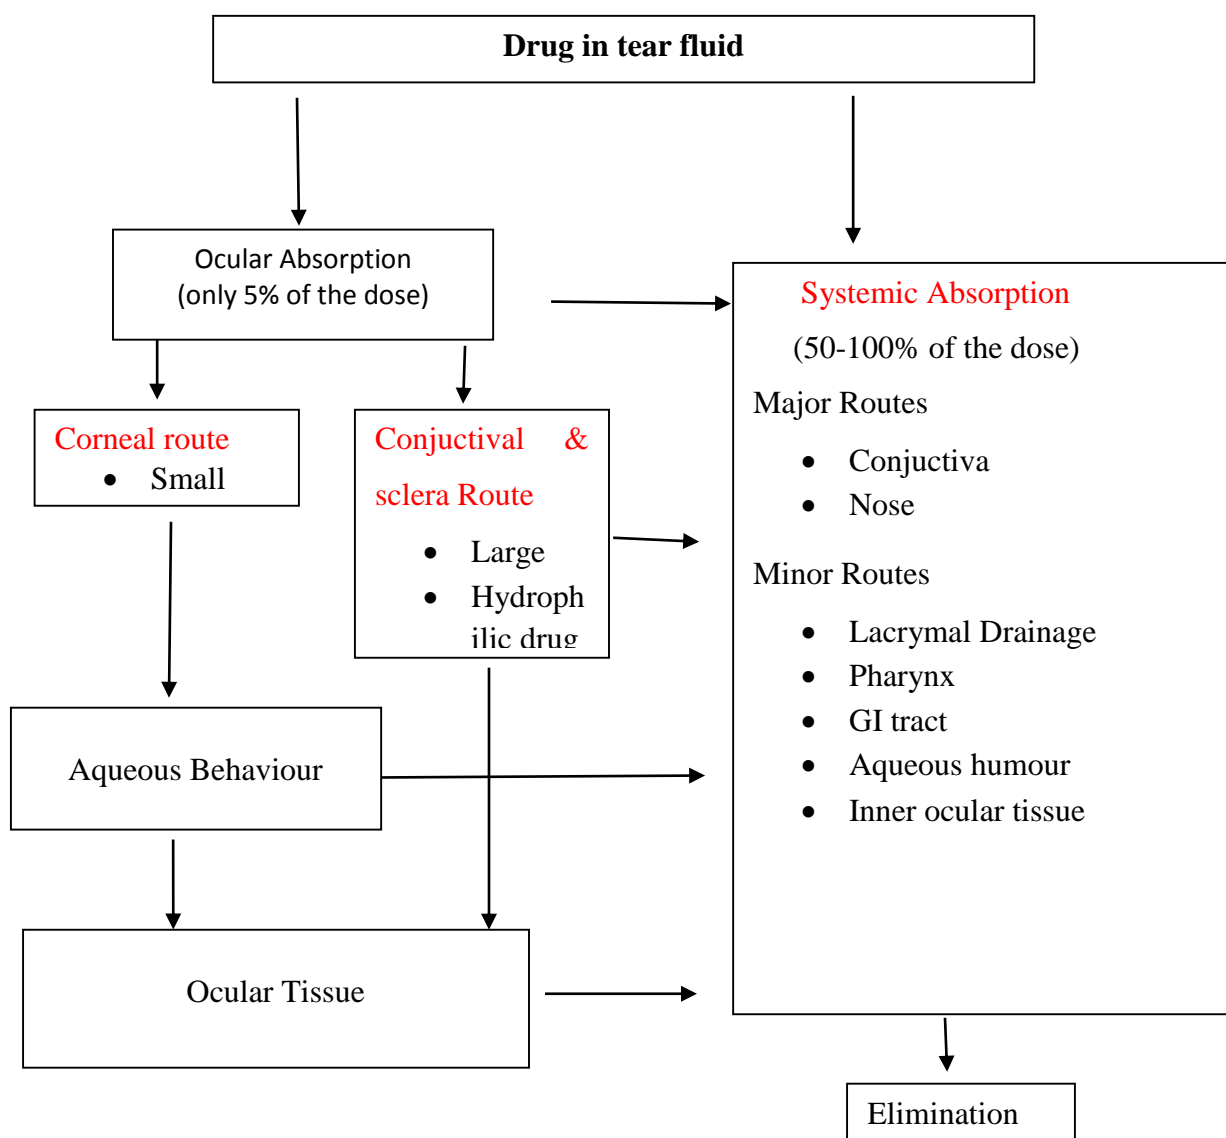 Drug in tear fluid
Ocular Absorption
(only 5% of the dose)
Corneal route
• Small
Conjuctival &
sclera Route
• Large
• Hydroph
ilic drug
Aqueous Behaviour
Ocular Tissue
Systemic Absorption
(50-100% of the dose)
Major Routes
• Conjuctiva
• Nose
Minor Routes
• Lacrymal Drainage
• Pharynx
• GI tract
• Aqueous humour
• Inner ocular tissue
Elimination